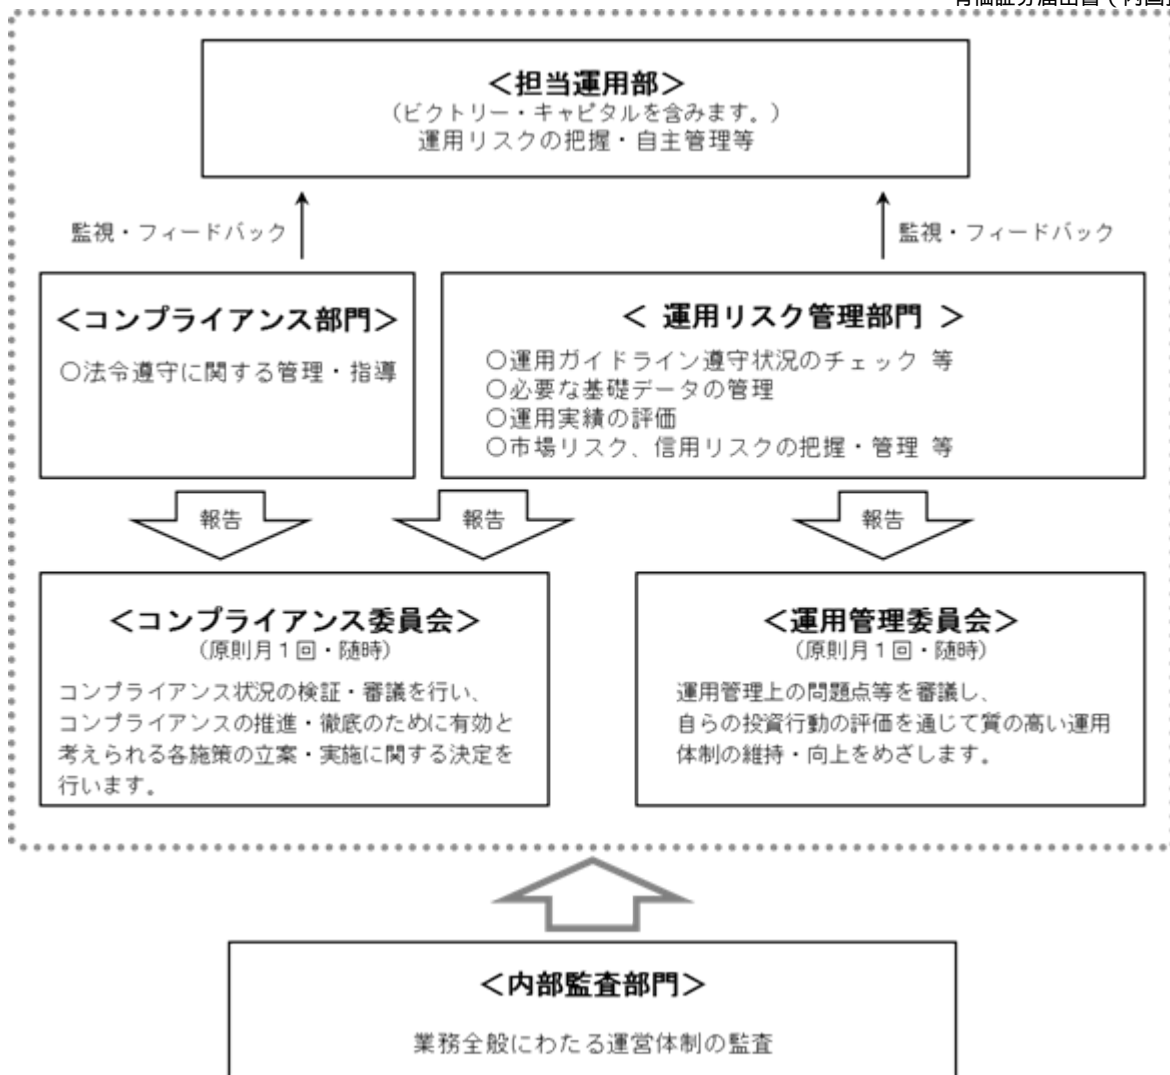 ＜担当運用部＞
（ビクトリー・キャピタルを含みます。）
運用リスクの把握・自主管理等
監視・フィードバック
監視・フィードバック
＜コンプライアンス部門＞
○法令遵守に関する管理・指導
＜ 運用リスク管理部門 ＞
○運用ガイドライン遵守状況のチェック 等
○必要な基礎データの管理
○運用実績の評価
○市場リスク、信用リスクの把握・管理 等
報告
報告
報告
＜コンプライアンス委員会＞
（原則月１回・随時）
コンプライアンス状況の検証・審議を行い、
コンプライアンスの推進・徹底のために有効と
考えられる各施策の立案・実施に関する決定を
行います。
＜運用管理委員会＞
（原則月１回・随時）
運用管理上の問題点等を審議し、
自らの投資行動の評価を通じて質の高い運用
体制の維持・向上をめざします。
＜内部監査部門＞
業務全般にわたる運営体制の監査